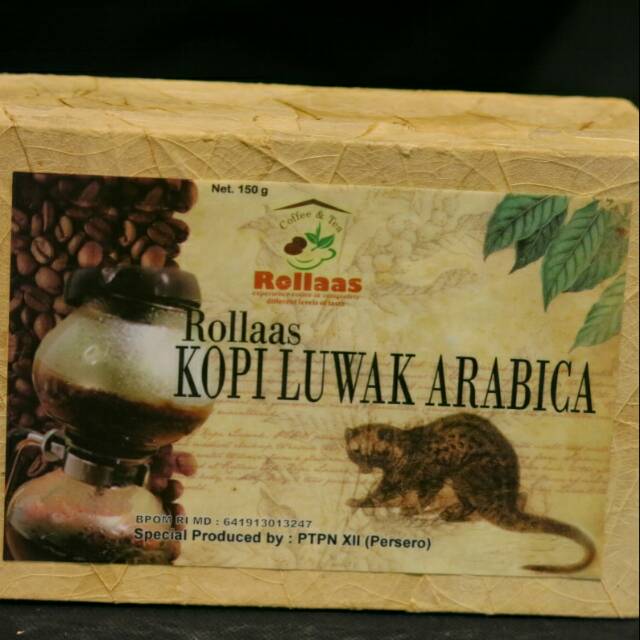 Net. 150 g
Coffee & Tea
Rollaas
Rollaas
KOPI LUWAK ARABICA
BPOM RI MD : 641913013247
Special Produced by : PTPN XII (Persero)